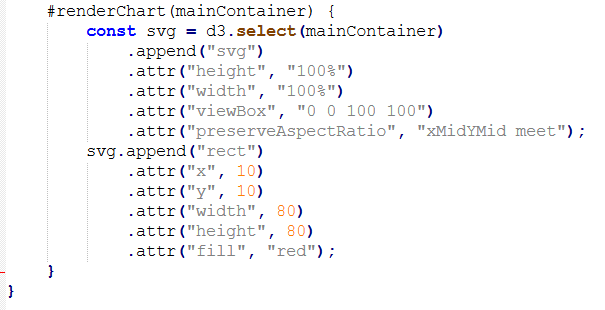 #renderChart(mainContainer) {
const svg = d3.select(mainContainer)
.append("svg")
.attr("height", "100%")
.attr("width", "100%")
.attr("viewBox", "0 0 100 100")
.attr("preserveAspectRatio", "xMidYMid meet");
svg.append("rect")
.attr("x", 10)
.attr("y", 10)
.attr("width", 80)
.attr("height", 80)
.attr("fill", "red");
}
}